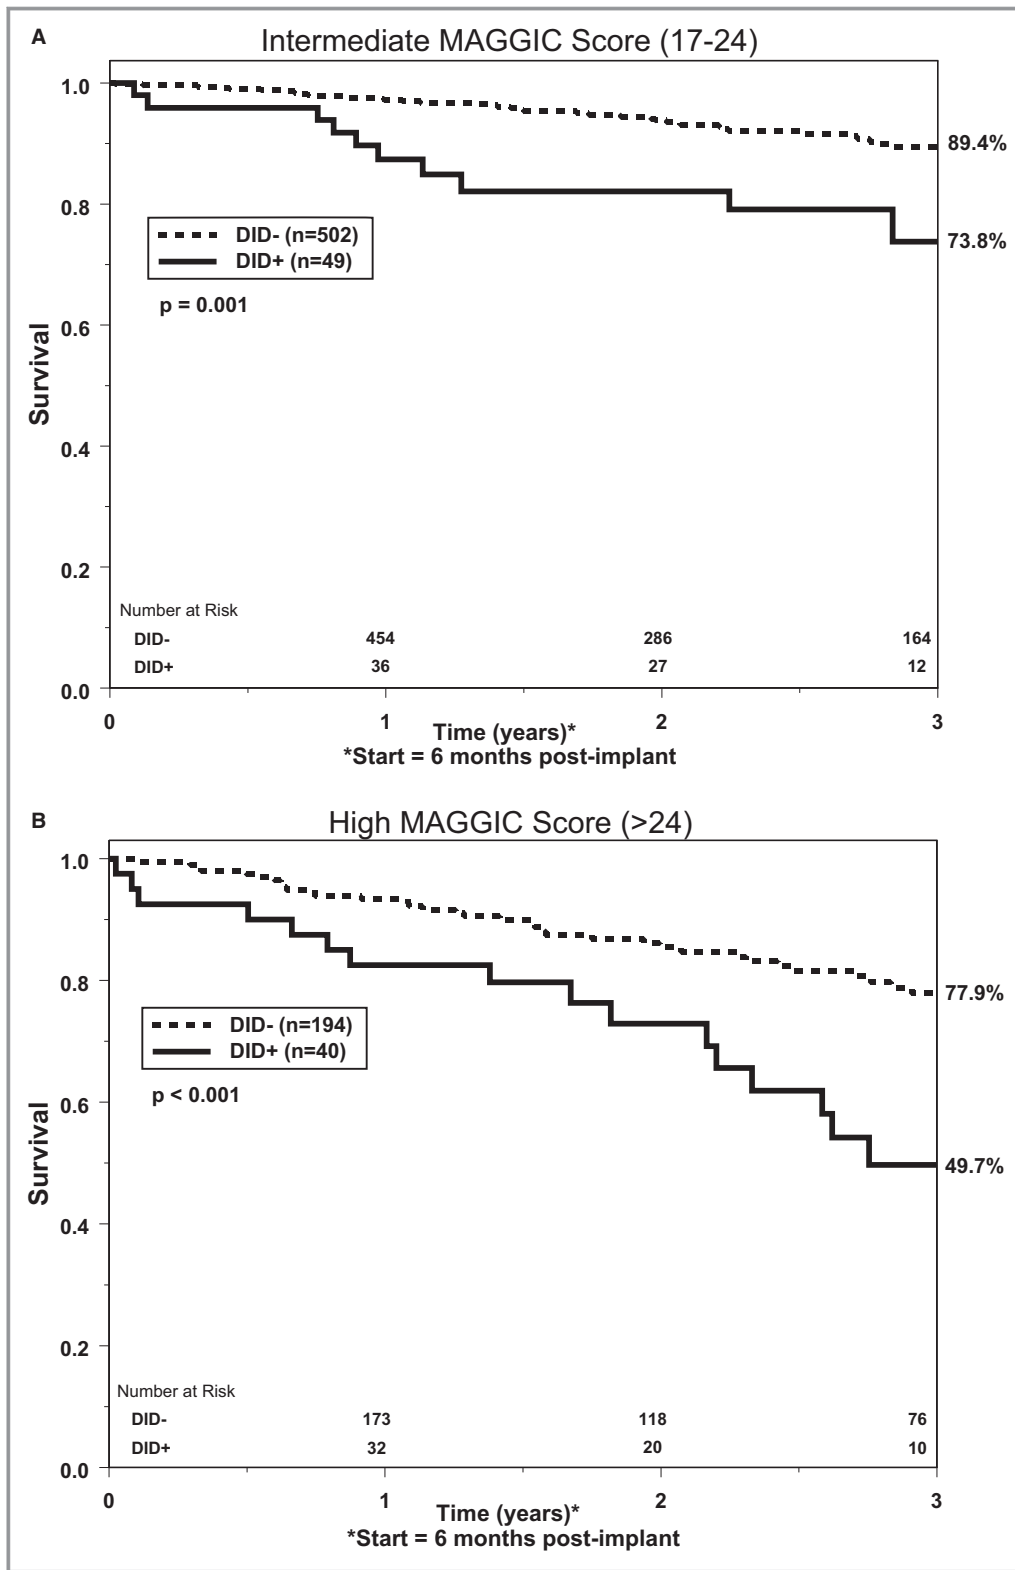 A
Intermediate MAGGIC Score (17-24)
1.0
89.4%
0.8
DID- (n=502)
DID+ (n=49)
73.8%
p = 0.001
0.6
Survival
0.4
0.2
Number at Risk
DID- 454 286 164
DID+ 36 27 12
0.0
0 1 2 3
Time (years)*
*Start = 6 months post-implant
B
High MAGGIC Score (>24)
1.0
0.8
77.9%
DID- (n=194)
DID+ (n=40)
p < 0.001
0.6
Survival
49.7%
0.4
0.2
Number at Risk
DID- 173 118 76
DID+ 32 20 10
0.0
0 1 2 3
Time (years)*
*Start = 6 months post-implant